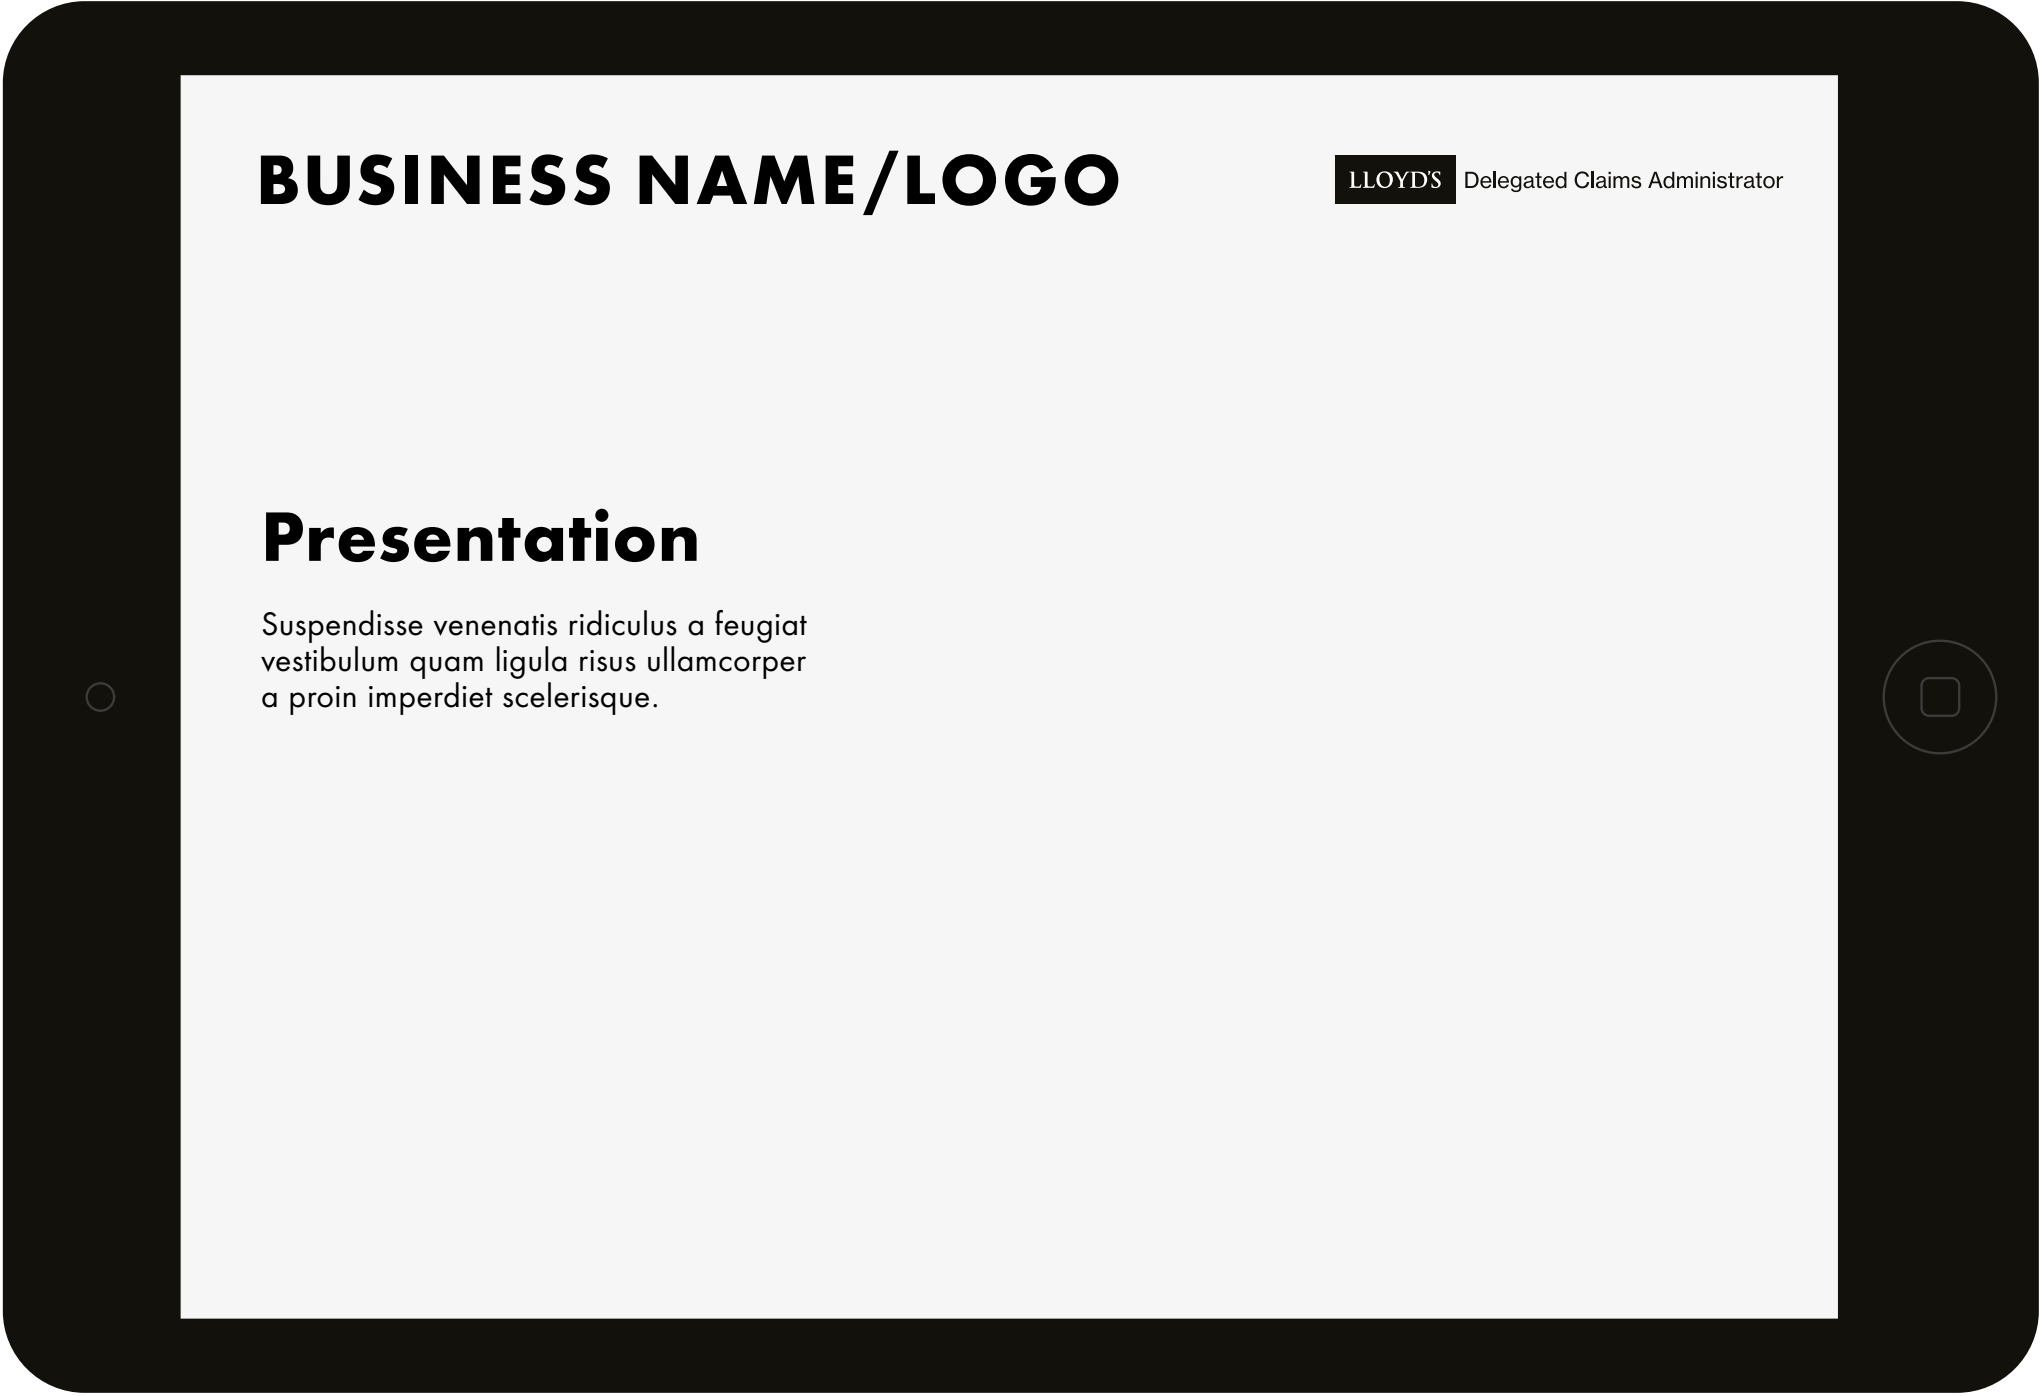 BUSINESS NAME/LOGO
LLOYD'S Delegated Claims Administrator
Presentation
Suspendisse venenatis ridiculus a feugiat
vestibulum quam ligula risus ullamcorper
a proin imperdiet scelerisque.